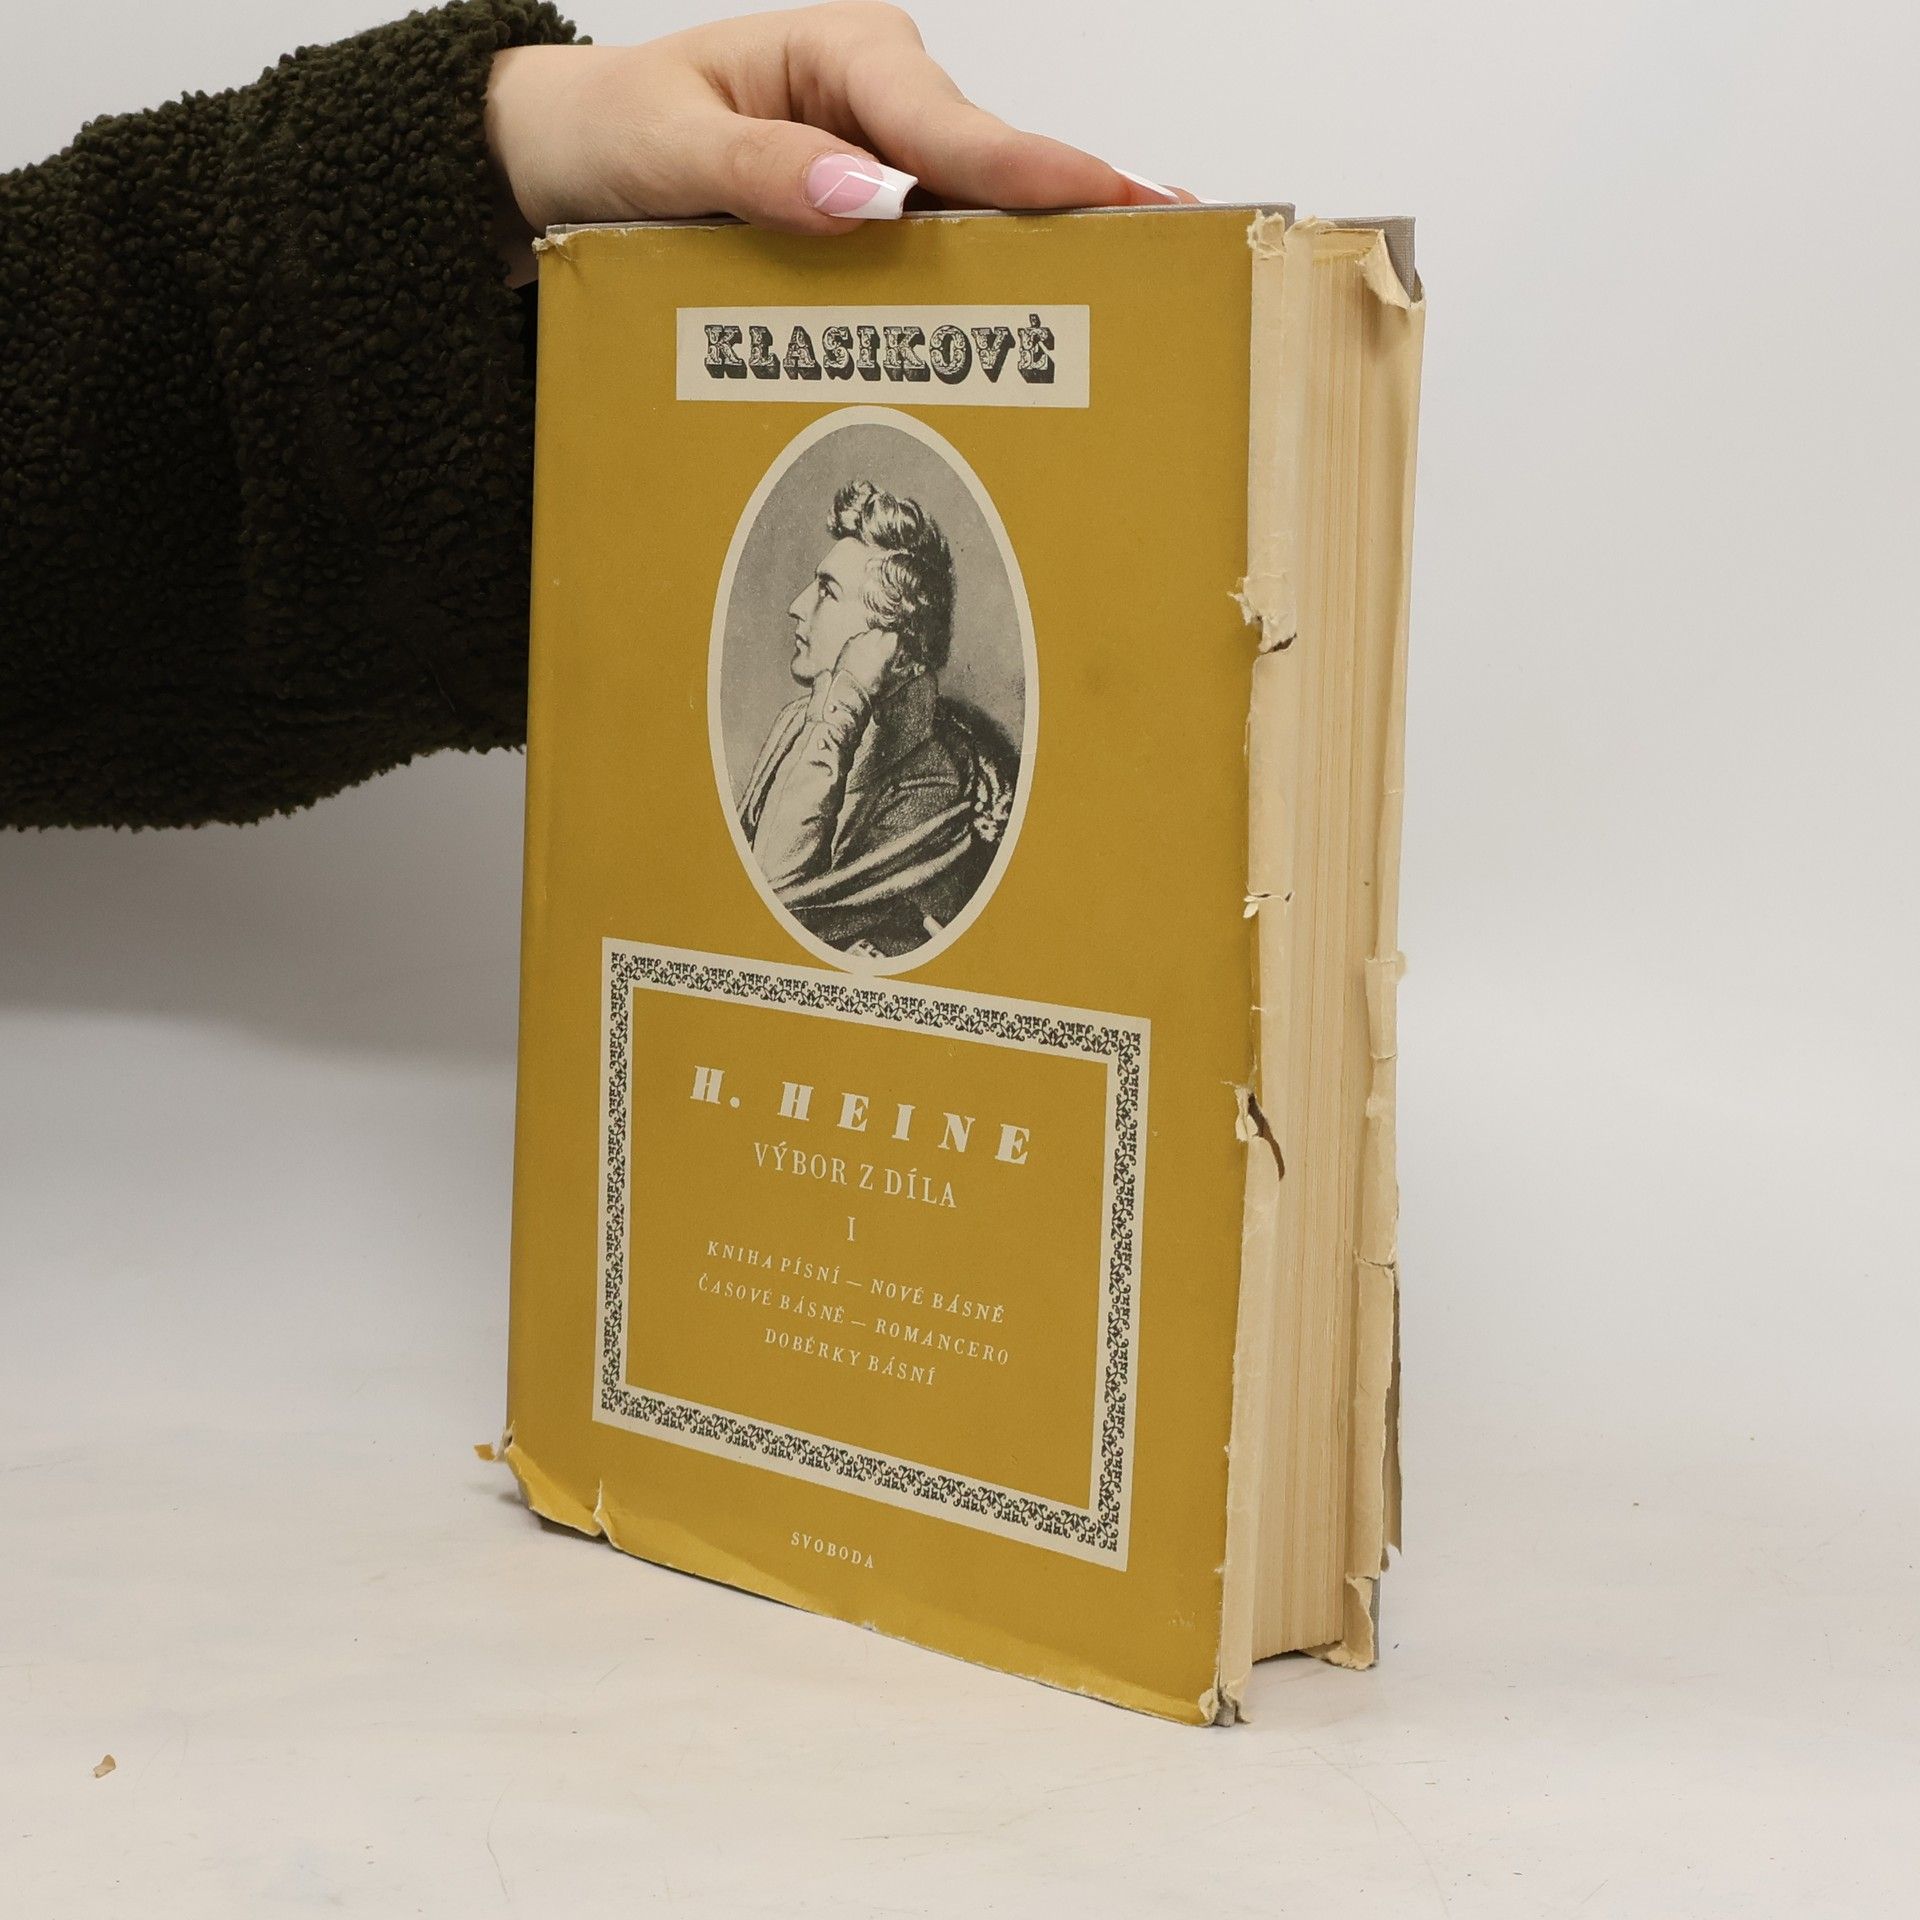 KLASIKOVÉ
H. HEINE
VÝBOR Z DÍLA
I
KNIHA PÍSNÍ — NOVÉ BÁSNĚ
ČASOVÉ BÁSNĚ — ROMANCERO
DOBĚRKY BÁSNÍ
SVOBODA